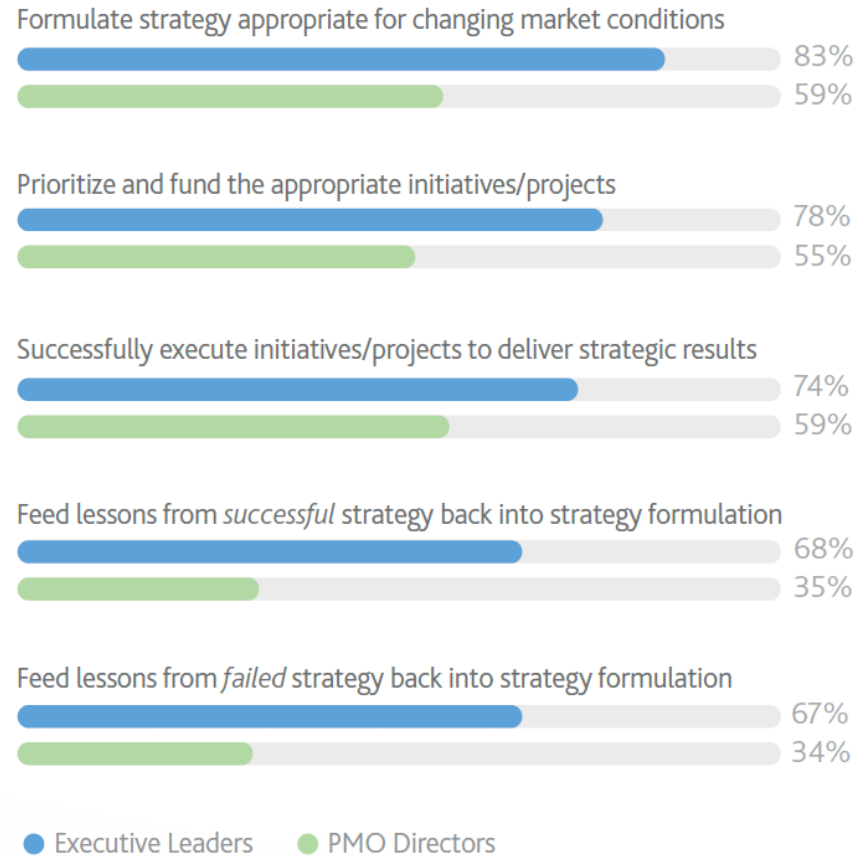 Formulate strategy appropriate for changing market conditions
83%
59%
Prioritize and fund the appropriate initiatives/projects
78%
55%
Successfully execute initiatives/projects to deliver strategic results
74%
59%
Feed lessons from successful strategy back into strategy formulation
68%
35%
Feed lessons from failed strategy back into strategy formulation
67%
34%
Executive Leaders PMO Directors